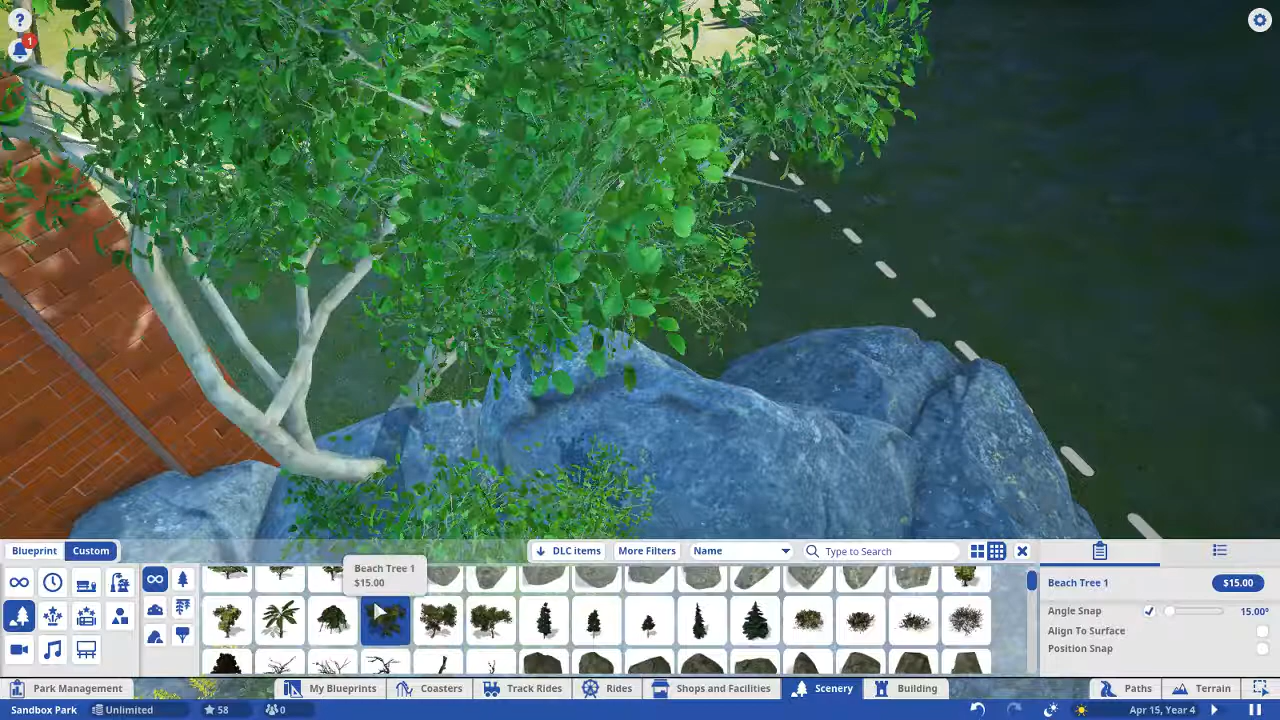 ?
1
Beach Tree 1
$15.00
Blueprint
Custom
DLC items
More Filters
Name
Type to Search
Beach Tree 1
$15.00
Angle Snap
15.00°
Align To Surface
Position Snap
Park Management
My Blueprints
Coasters
Track Rides
Rides
Shops and Facilities
Scenery
Building
Paths
Terrain
Sandbox Park
Unlimited
58
0
Apr 15, Year 4